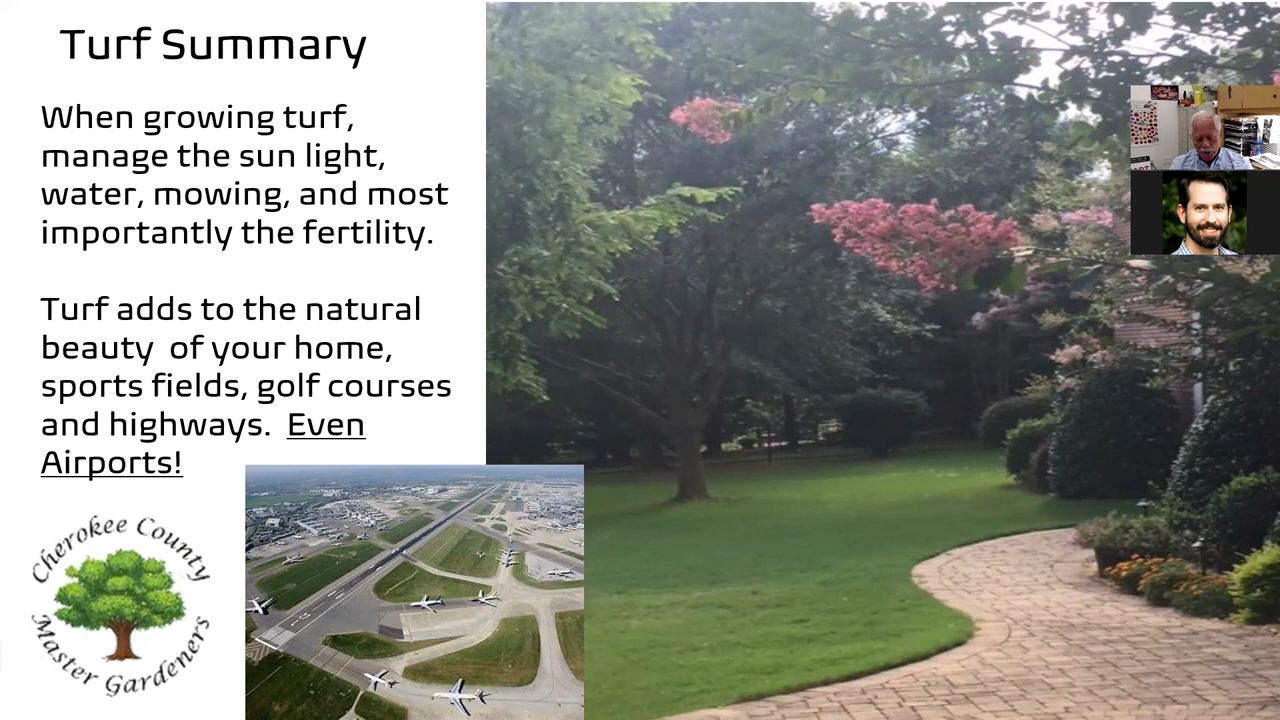 Turf Summary
When growing turf,
manage the sun light,
water, mowing, and most
importantly the fertility.
Turf adds to the natural
beauty of your home,
sports fields, golf courses
and highways. Even
Airports!
Cherokee County
Master Gardeners